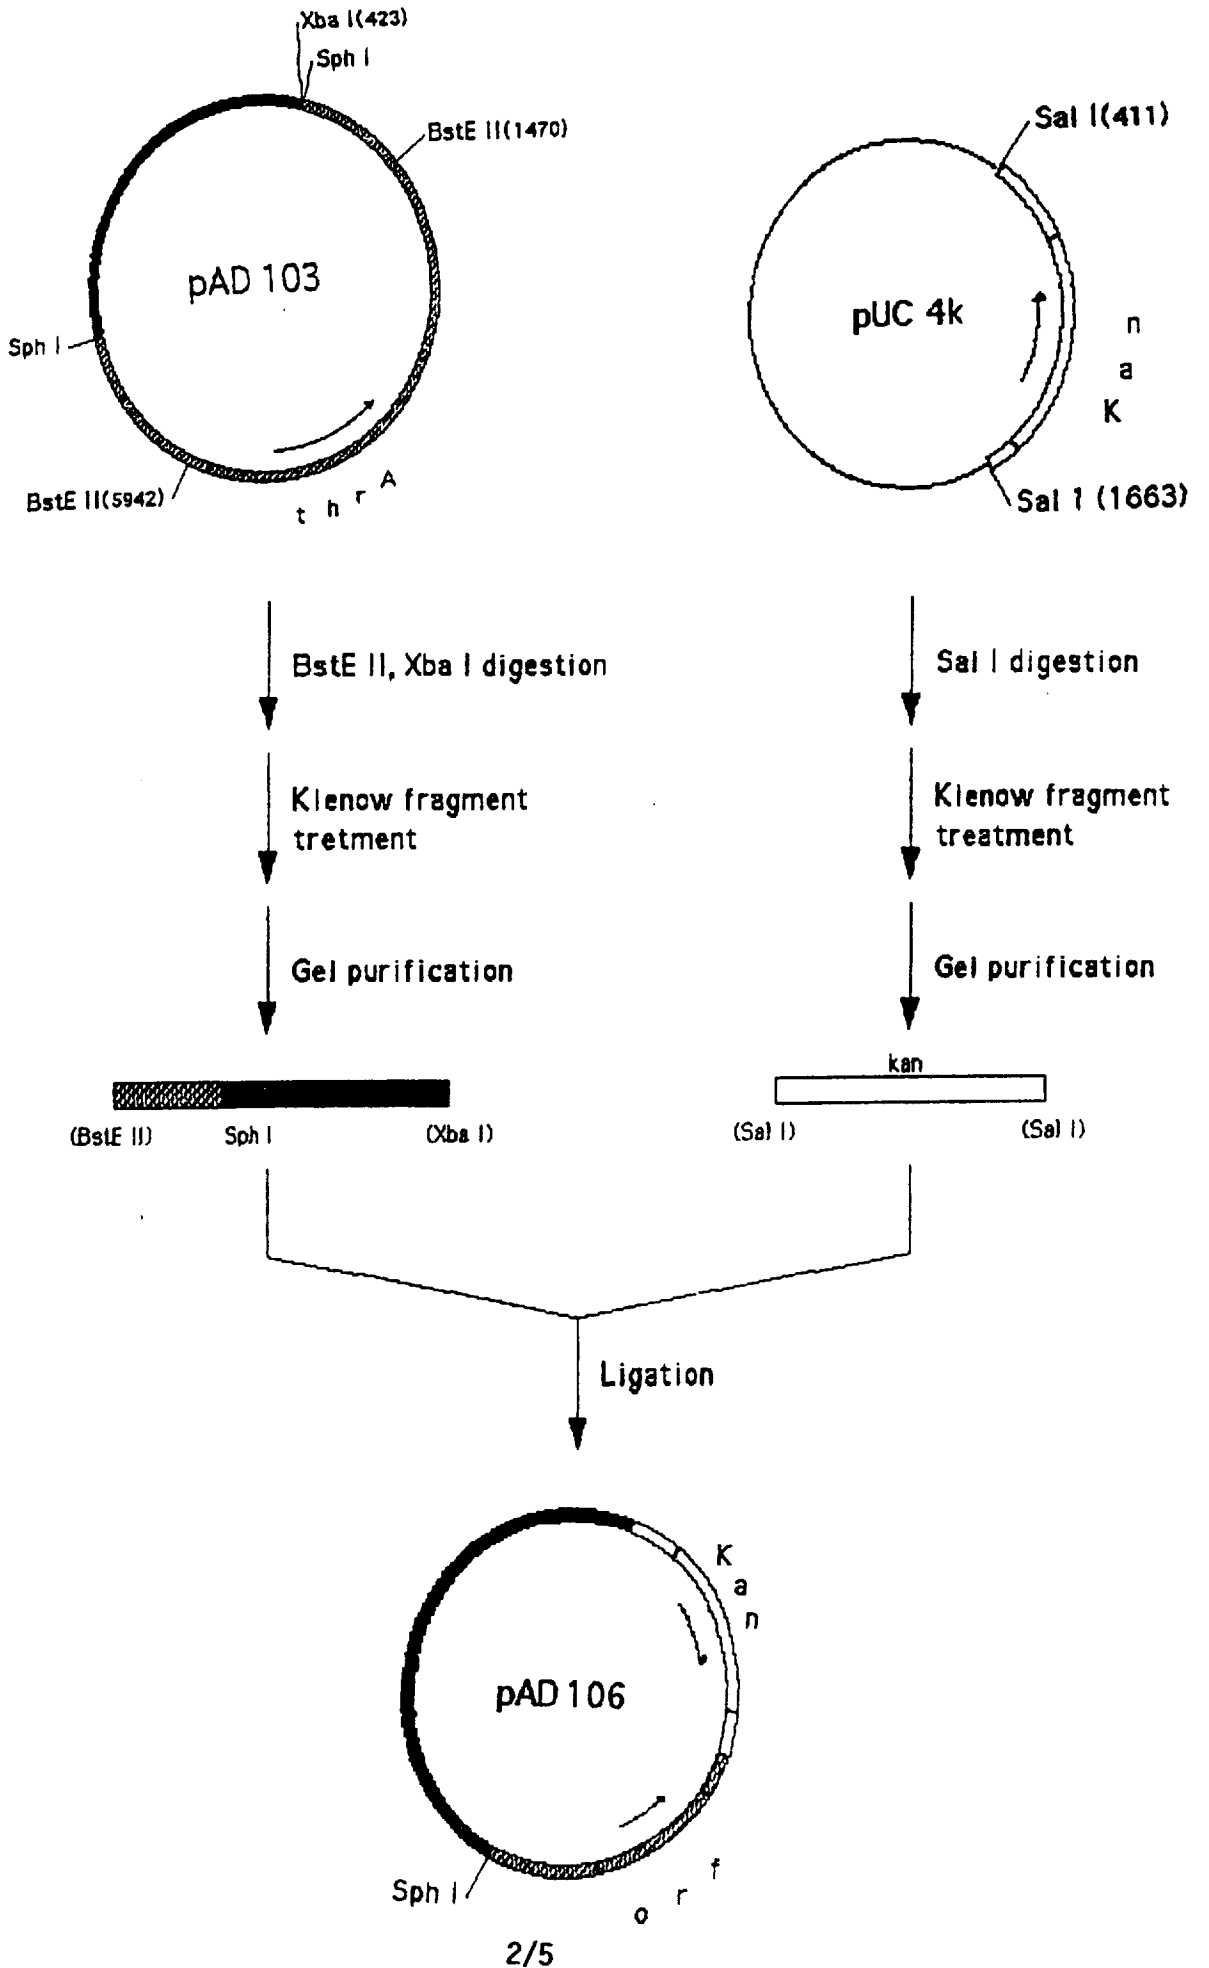 Xba I(423)
Sph I
BstE II(1470)
pAD 103
Sph I
BstE II(5942)
thrA
Sal I(411)
pUC 4k
Kan
Sal 1 (1663)
BstE II, Xba I digestion
Sal I digestion
Klenow fragment
tretment
Klenow fragment
treatment
Gel purification
Gel purification
kan
(BstE II)
Sph I
(Xba I)
(Sal I)
(Sal I)
Ligation
Kan
pAD 106
Sph I
orf
2/5